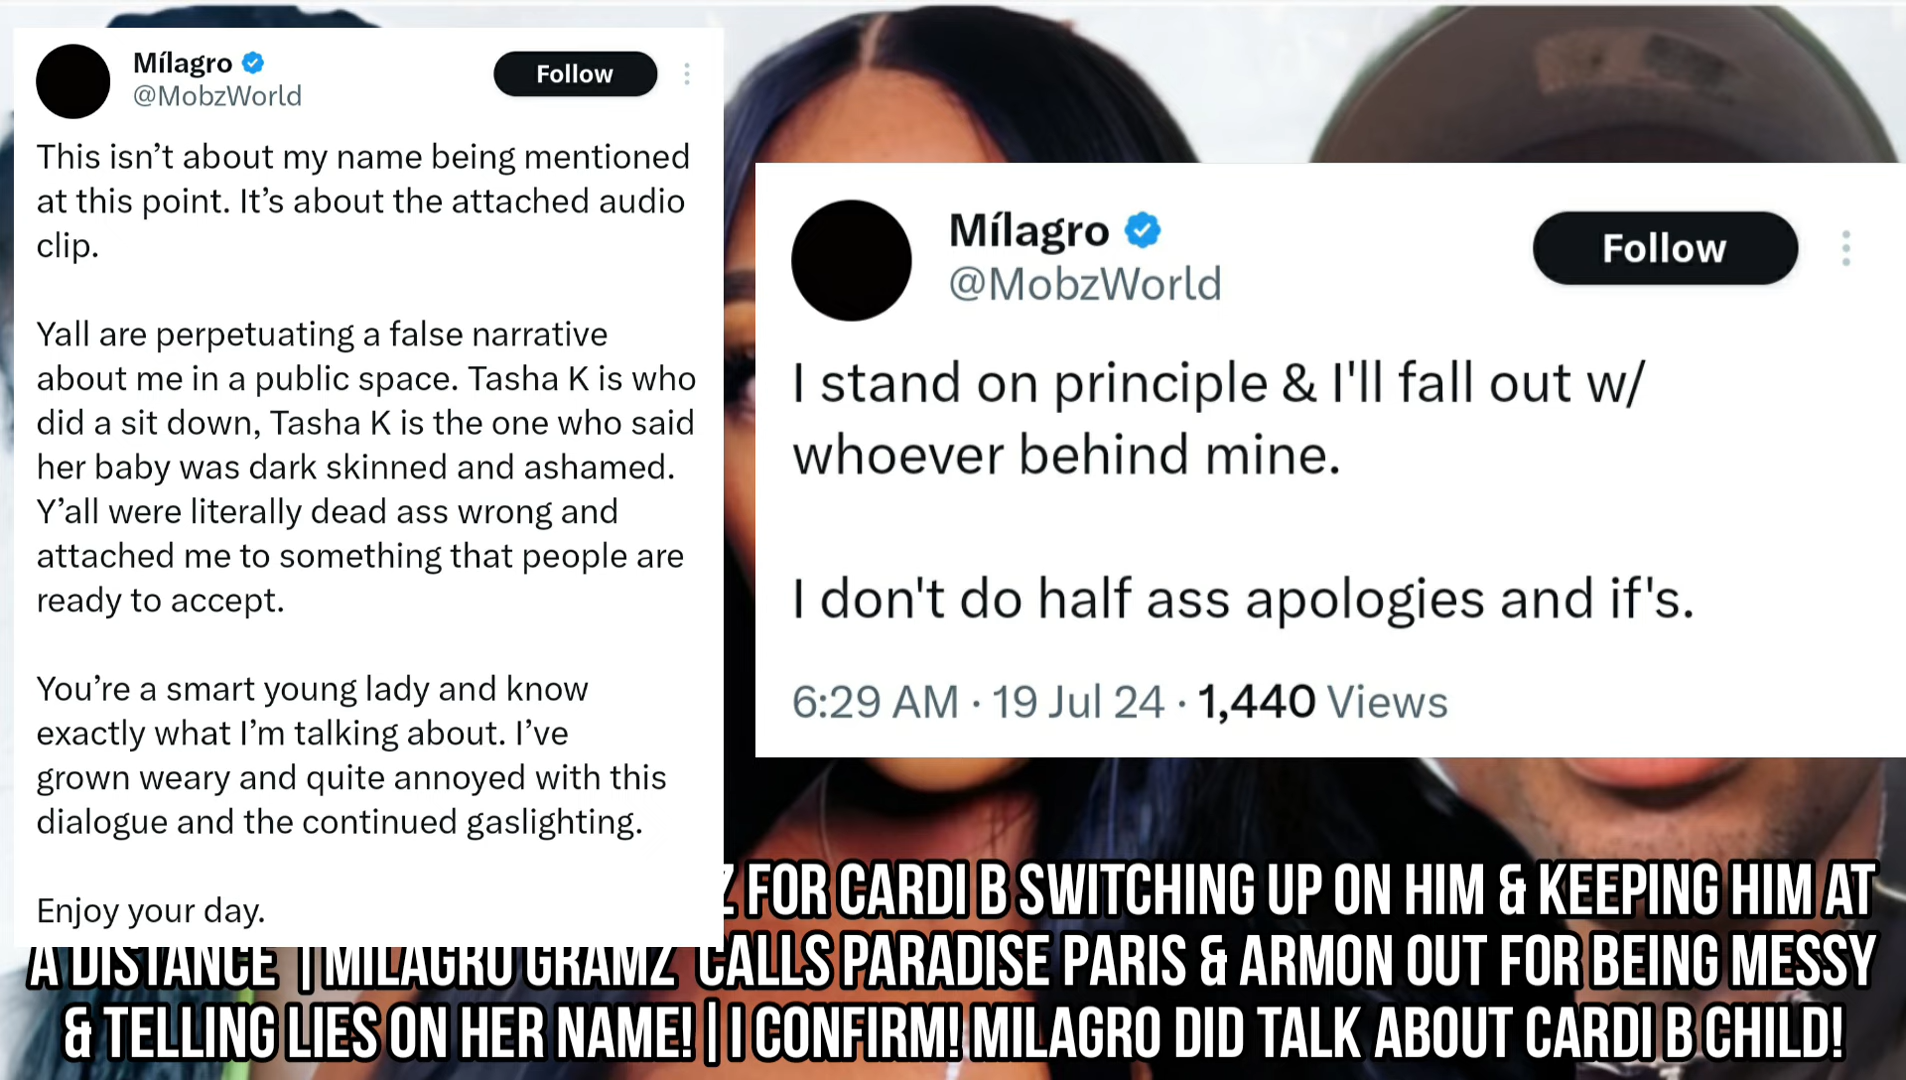 Mílagro
@MobzWorld
Follow
This isn’t about my name being mentioned
at this point. It’s about the attached audio
clip.
Yall are perpetuating a false narrative
about me in a public space. Tasha K is who
did a sit down, Tasha K is the one who said
her baby was dark skinned and ashamed.
Y’all were literally dead ass wrong and
attached me to something that people are
ready to accept.
You’re a smart young lady and know
exactly what I’m talking about. I’ve
grown weary and quite annoyed with this
dialogue and the continued gaslighting.
Enjoy your day.
Mílagro
@MobzWorld
Follow
I stand on principle & I'll fall out w/
whoever behind mine.
I don't do half ass apologies and if's.
6:29 AM · 19 Jul 24 · 1,440 Views
FOR CARDI B SWITCHING UP ON HIM & KEEPING HIM AT
A DISTANCE | MILAGRO GRAMZ CALLS PARADISE PARIS & ARMON OUT FOR BEING MESSY
& TELLING LIES ON HER NAME! | I CONFIRM! MILAGRO DID TALK ABOUT CARDI B CHILD!